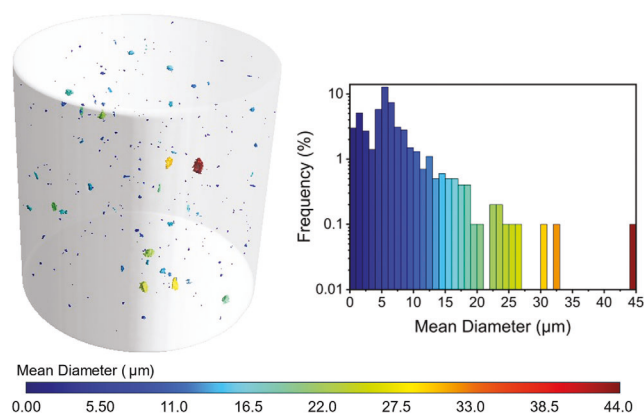 10
1
0.1
0.01
Frequency (%)
0 5 10 15 20 25 30 35 40 45
Mean Diameter (µm)
Mean Diameter ( µm)
0.00 5.50 11.0 16.5 22.0 27.5 33.0 38.5 44.0